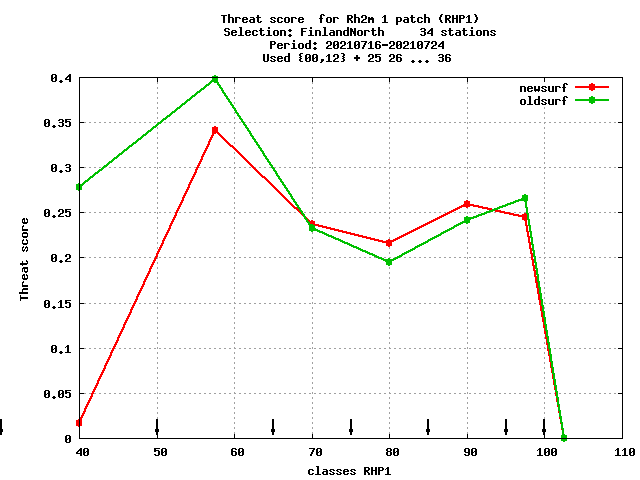 Threat score  for Rh2m 1 patch (RHP1)
Selection: FinlandNorth     34 stations
Period: 20210716-20210724
Used {00,12} + 25 26 ... 36
newsurf
oldsurf
0.4
0.35
0.3
0.25
0.2
0.15
0.1
0.05
0
Threat score
40 50 60 70 80 90 100 110
classes RHP1